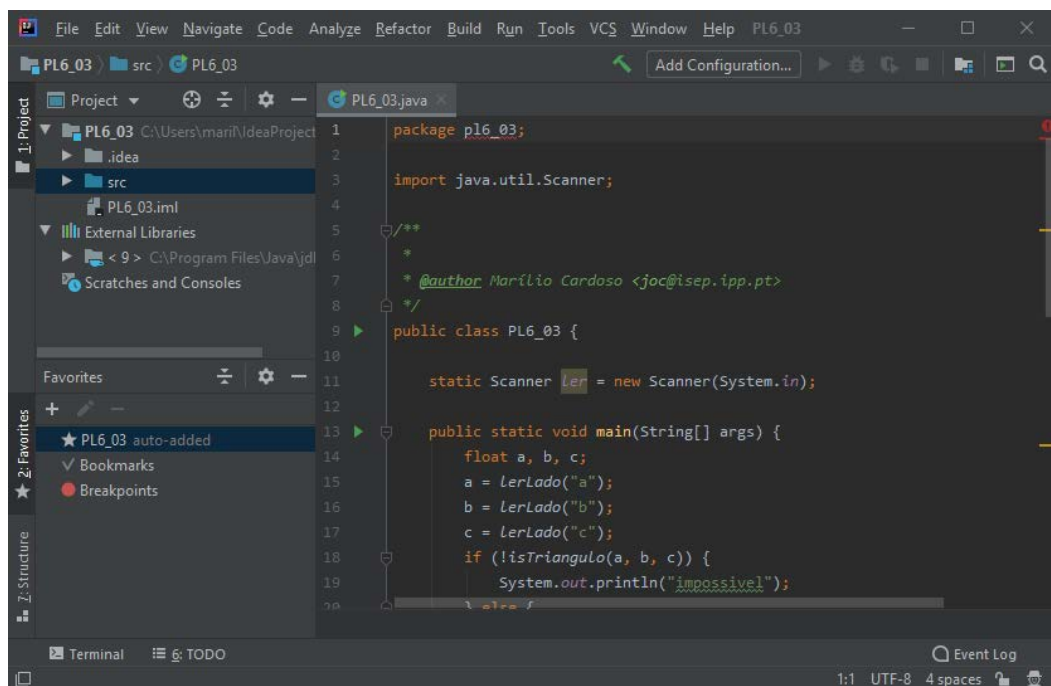 File Edit View Navigate Code Analyze Refactor Build Run Tools VCS Window Help PL6_03
PL6_03 src PL6_03 Add Configuration...
1: Project
Project
PL6_03 C:\Users\maril\IdeaProject
.idea
src
PL6_03.iml
External Libraries
< 9 > C:\Program Files\Java\jd
Scratches and Consoles
Favorites
2: Favorites
PL6_03 auto-added
Bookmarks
Breakpoints
7: Structure
PL6_03.java
1 package pl6_03;
2
3 import java.util.Scanner;
4
5 /**
6 *
7 * @author Marílio Cardoso <joc@isep.ipp.pt>
8 */
9 public class PL6_03 {
10
11 static Scanner ler = new Scanner(System.in);
12
13 public static void main(String[] args) {
14 float a, b, c;
15 a = lerLado("a");
16 b = lerLado("b");
17 c = lerLado("c");
18 if (!isTriangulo(a, b, c)) {
19 System.out.println("impossivel");
20 } else {
Terminal 6: TODO Event Log
1:1 UTF-8 4 spaces